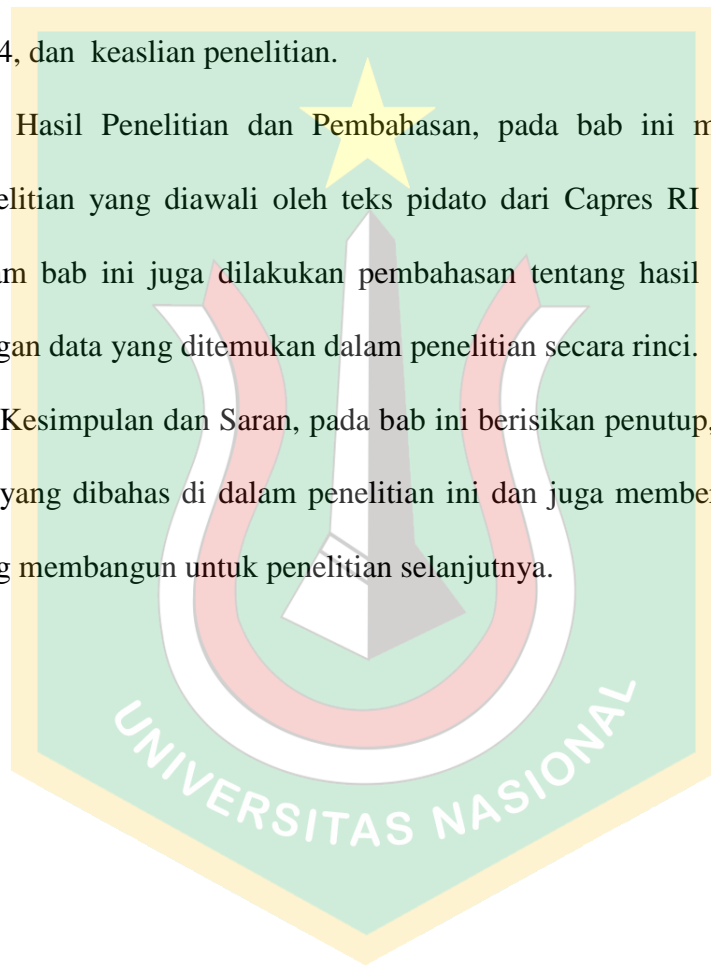 4, dan keaslian penelitian.
Hasil Penelitian dan Pembahasan, pada bab ini m
elitian yang diawali oleh teks pidato dari Capres RI
am bab ini juga dilakukan pembahasan tentang hasil
gan data yang ditemukan dalam penelitian secara rinci.
Kesimpulan dan Saran, pada bab ini berisikan penutup,
yang dibahas di dalam penelitian ini dan juga member
g membangun untuk penelitian selanjutnya.
UNIVERSITAS NASIONAL